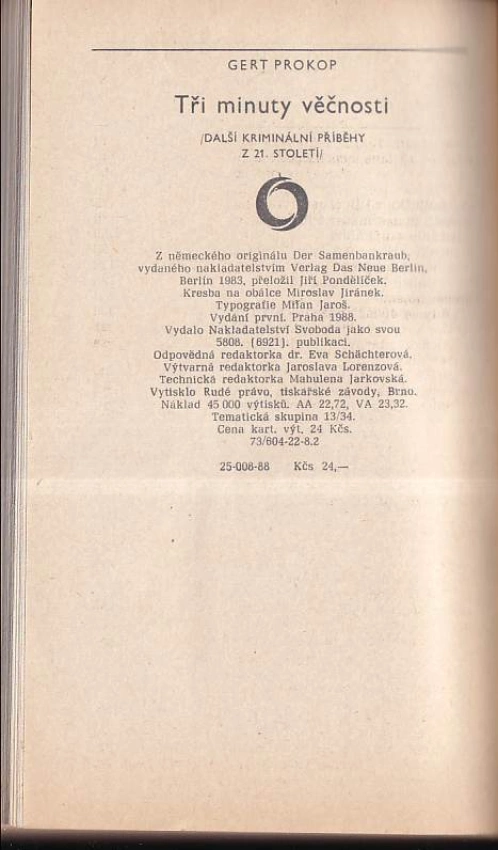 GERT PROKOP
Tři minuty věčnosti
/DALŠÍ KRIMINÁLNÍ PŘÍBĚHY
Z 21. STOLETÍ/
Z německého originálu Der Samenbankraub,
vydaného nakladatelstvím Verlag Das Neue Berlin,
Berlin 1983, přeložil Jiří Pondělíček.
Kresba na obálce Miroslav Jiránek.
Typografie Milan Jaroš.
Vydání první. Praha 1988.
Vydalo Nakladatelství Svoboda jako svou
5808. (6921). publikaci.
Odpovědná redaktorka dr. Eva Schächterová.
Výtvarná redaktorka Jaroslava Lorenzová.
Technická redaktorka Mahulena Jarkovská.
Vytisklo Rudé právo, tiskařské závody, Brno.
Náklad 45 000 výtisků. AA 22,72, VA 23,32.
Tematická skupina 13/34.
Cena kart. výt. 24 Kčs.
73/604-22-8.2
25-008-88 Kčs 24,—